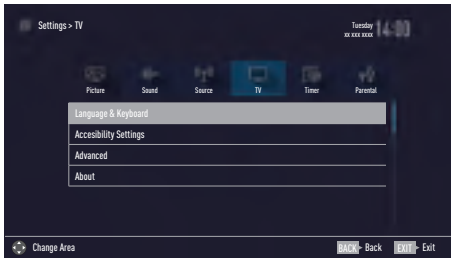 Settings > TV
Tuesday
xx xxx xxxx
14:00
Picture Sound Source TV Timer Parental
Language & Keyboard
Accesibility Settings
Advanced
About
Change Area BACK Back EXIT Exit